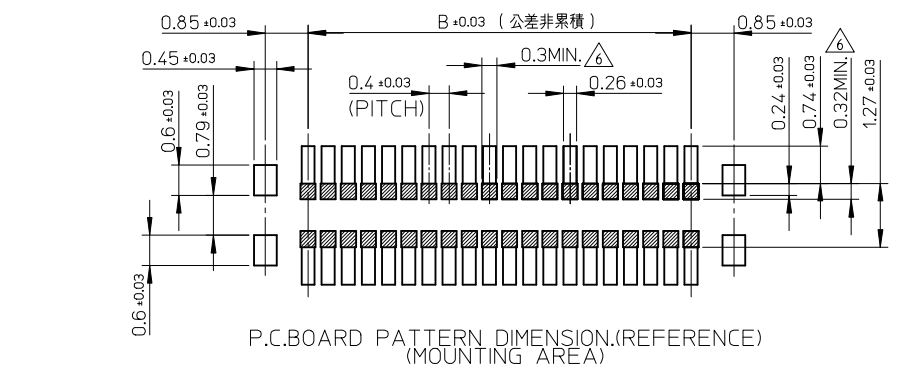 0.85 ±0.03
B ±0.03 ( 公差非累積 )
0.85 ±0.03
0.45 ±0.03
0.3MIN. 6
0.4 ±0.03
(PITCH)
0.26 ±0.03
0.6 ±0.03
0.79 ±0.03
0.24 ±0.03
0.74 ±0.03
0.32MIN. 6
1.27 ±0.03
0.6 ±0.03
P.C.BOARD PATTERN DIMENSION.(REFERENCE)
(MOUNTING AREA)